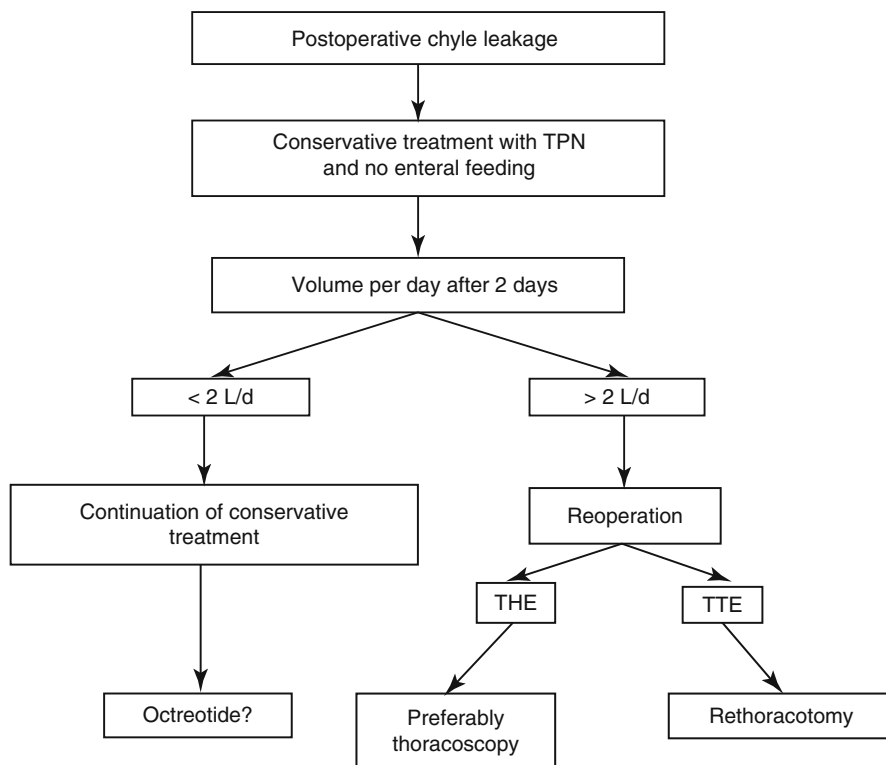 Postoperative chyle leakage
Conservative treatment with TPN
and no enteral feeding
Volume per day after 2 days
< 2 L/d
> 2 L/d
Continuation of conservative
treatment
Reoperation
THE
TTE
Octreotide?
Preferably
thoracoscopy
Rethoracotomy